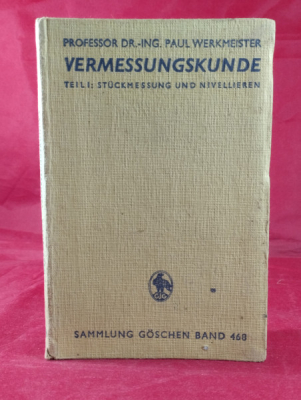 PROFESSOR DR.-ING. PAUL WERKMEISTER
VERMESSUNGSKUNDE
TEIL I: STÜCKMESSUNG UND NIVELLIEREN
SAMMLUNG GÖSCHEN BAND 468